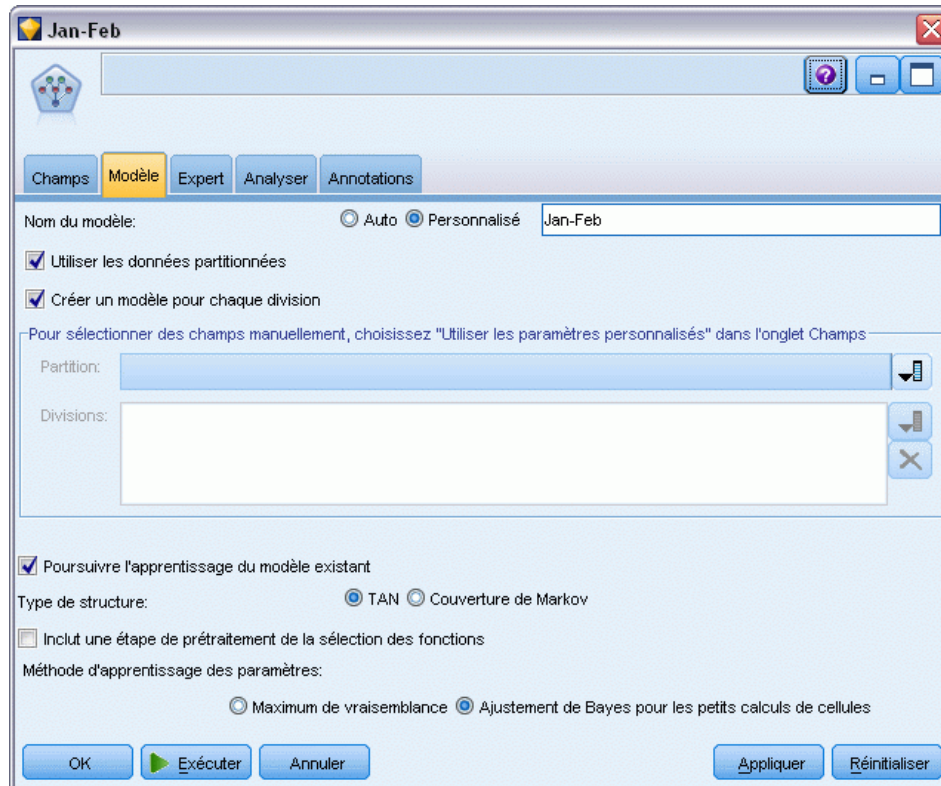 Jan-Feb
Champs Modèle Expert Analyser Annotations
Nom du modèle: Auto Personnalisé Jan-Feb
Utiliser les données partitionnées
Créer un modèle pour chaque division
Pour sélectionner des champs manuellement, choisissez "Utiliser les paramètres personnalisés" dans l'onglet Champs
Partition:
Divisions:
Poursuivre l'apprentissage du modèle existant
Type de structure: TAN Couverture de Markov
Inclut une étape de prétraitement de la sélection des fonctions
Méthode d'apprentissage des paramètres:
Maximum de vraisemblance Ajustement de Bayes pour les petits calculs de cellules
OK Exécuter Annuler Appliquer Réinitialiser